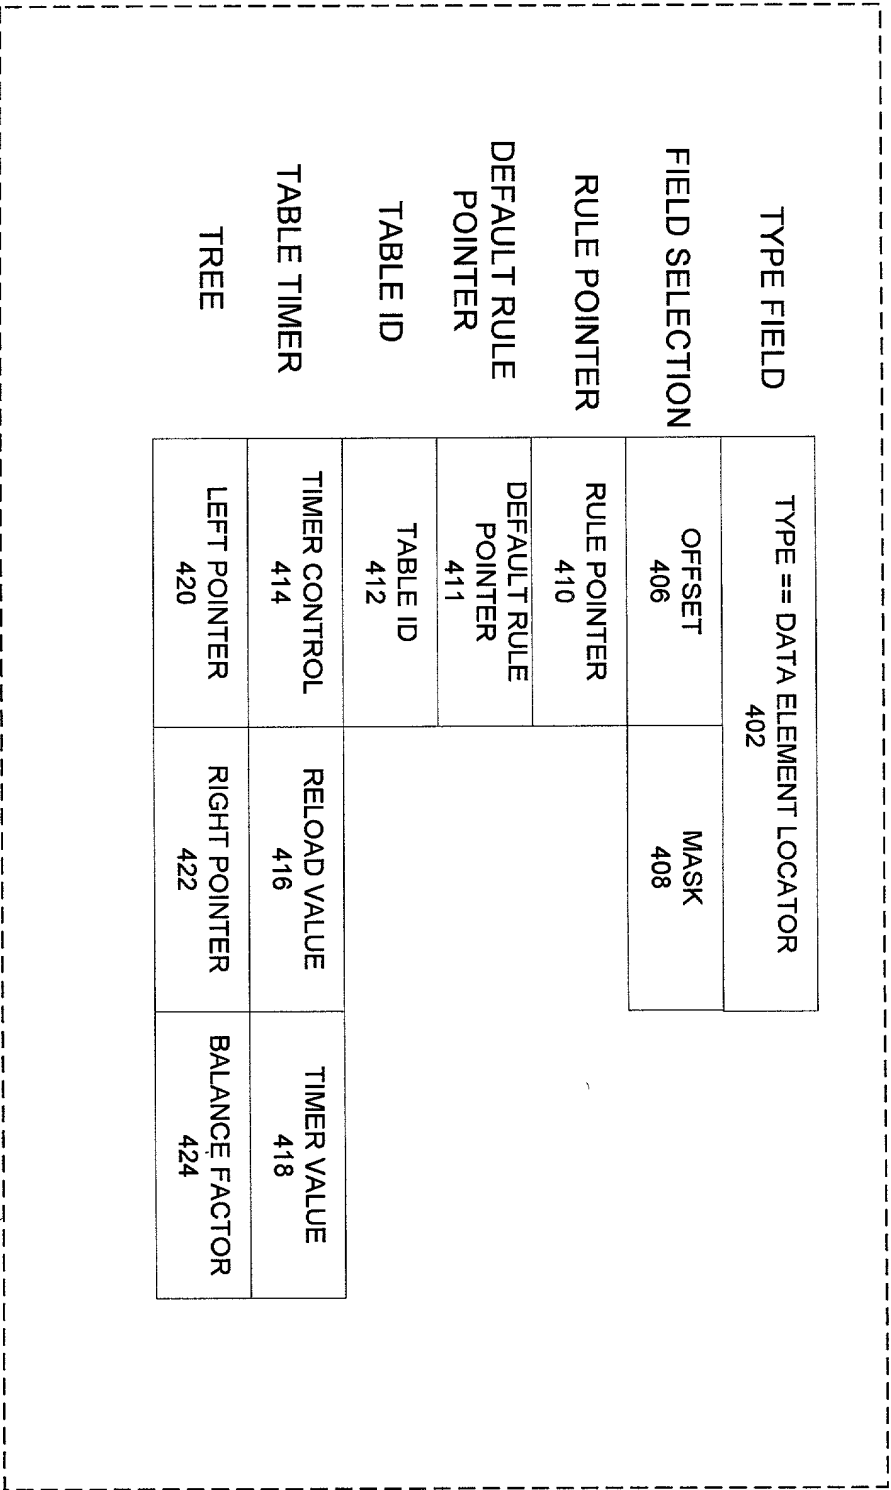 TYPE FIELD
TYPE == DATA ELEMENT LOCATOR
402
FIELD SELECTION
OFFSET
406
MASK
408
RULE POINTER
RULE POINTER
410
DEFAULT RULE
POINTER
DEFAULT RULE
POINTER
411
TABLE ID
TABLE ID
412
TABLE TIMER
TIMER CONTROL
414
RELOAD VALUE
416
TIMER VALUE
418
TREE
LEFT POINTER
420
RIGHT POINTER
422
BALANCE FACTOR
424